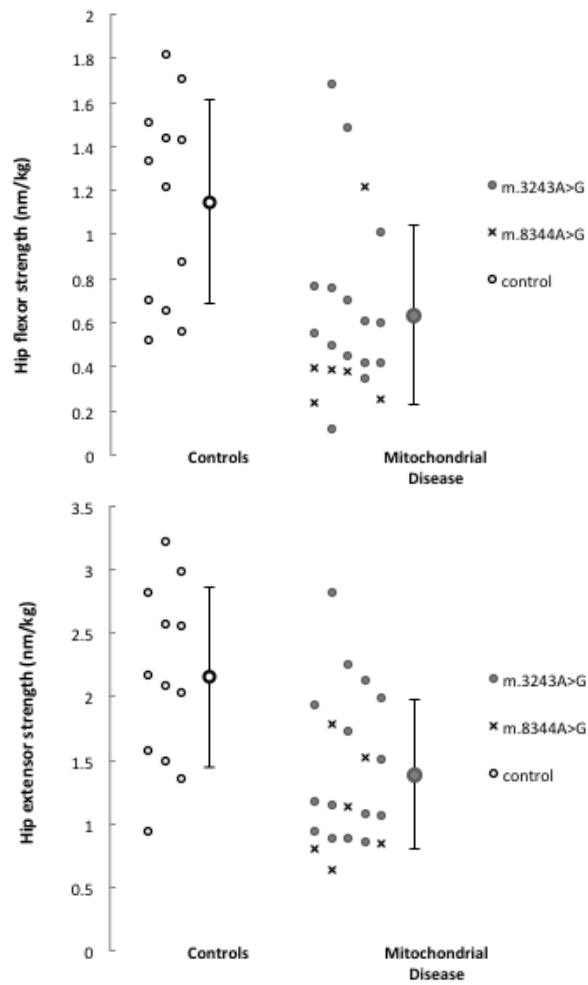 Hip flexor strength (nm/kg)
2
1.8
1.6
1.4
1.2
1
0.8
0.6
0.4
0.2
0
m.3243A>G
m.8344A>G
control
Controls
Mitochondrial
Disease
Hip extensor strength (nm/kg)
3.5
3
2.5
2
1.5
1
0.5
0
m.3243A>G
m.8344A>G
control
Controls
Mitochondrial
Disease